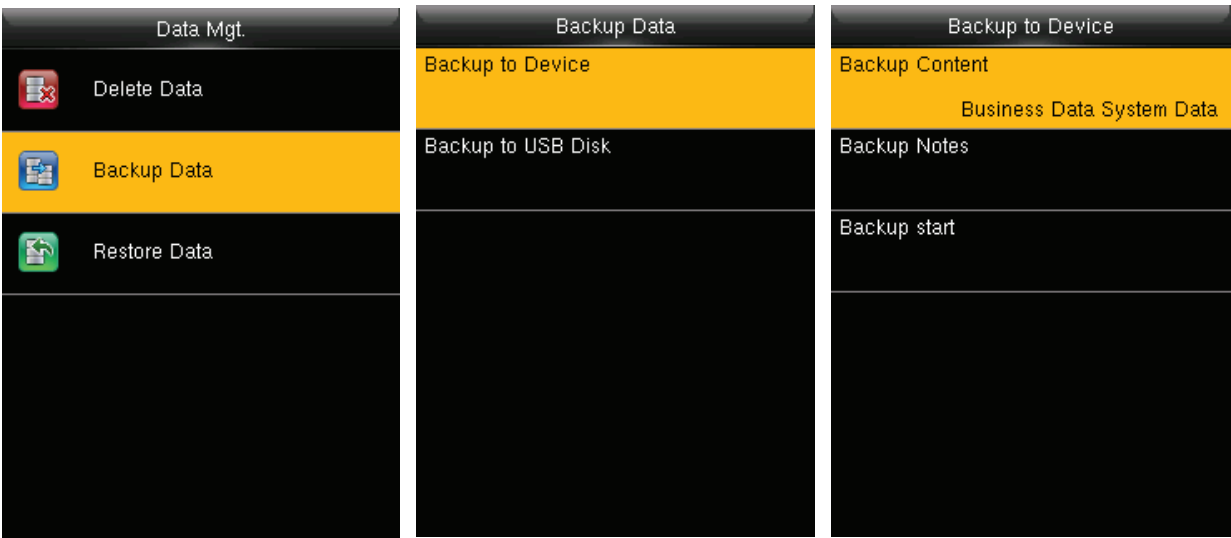 Data Mgt.
Delete Data
Backup Data
Restore Data
Backup Data
Backup to Device
Backup to USB Disk
Backup to Device
Backup Content
Business Data System Data
Backup Notes
Backup start